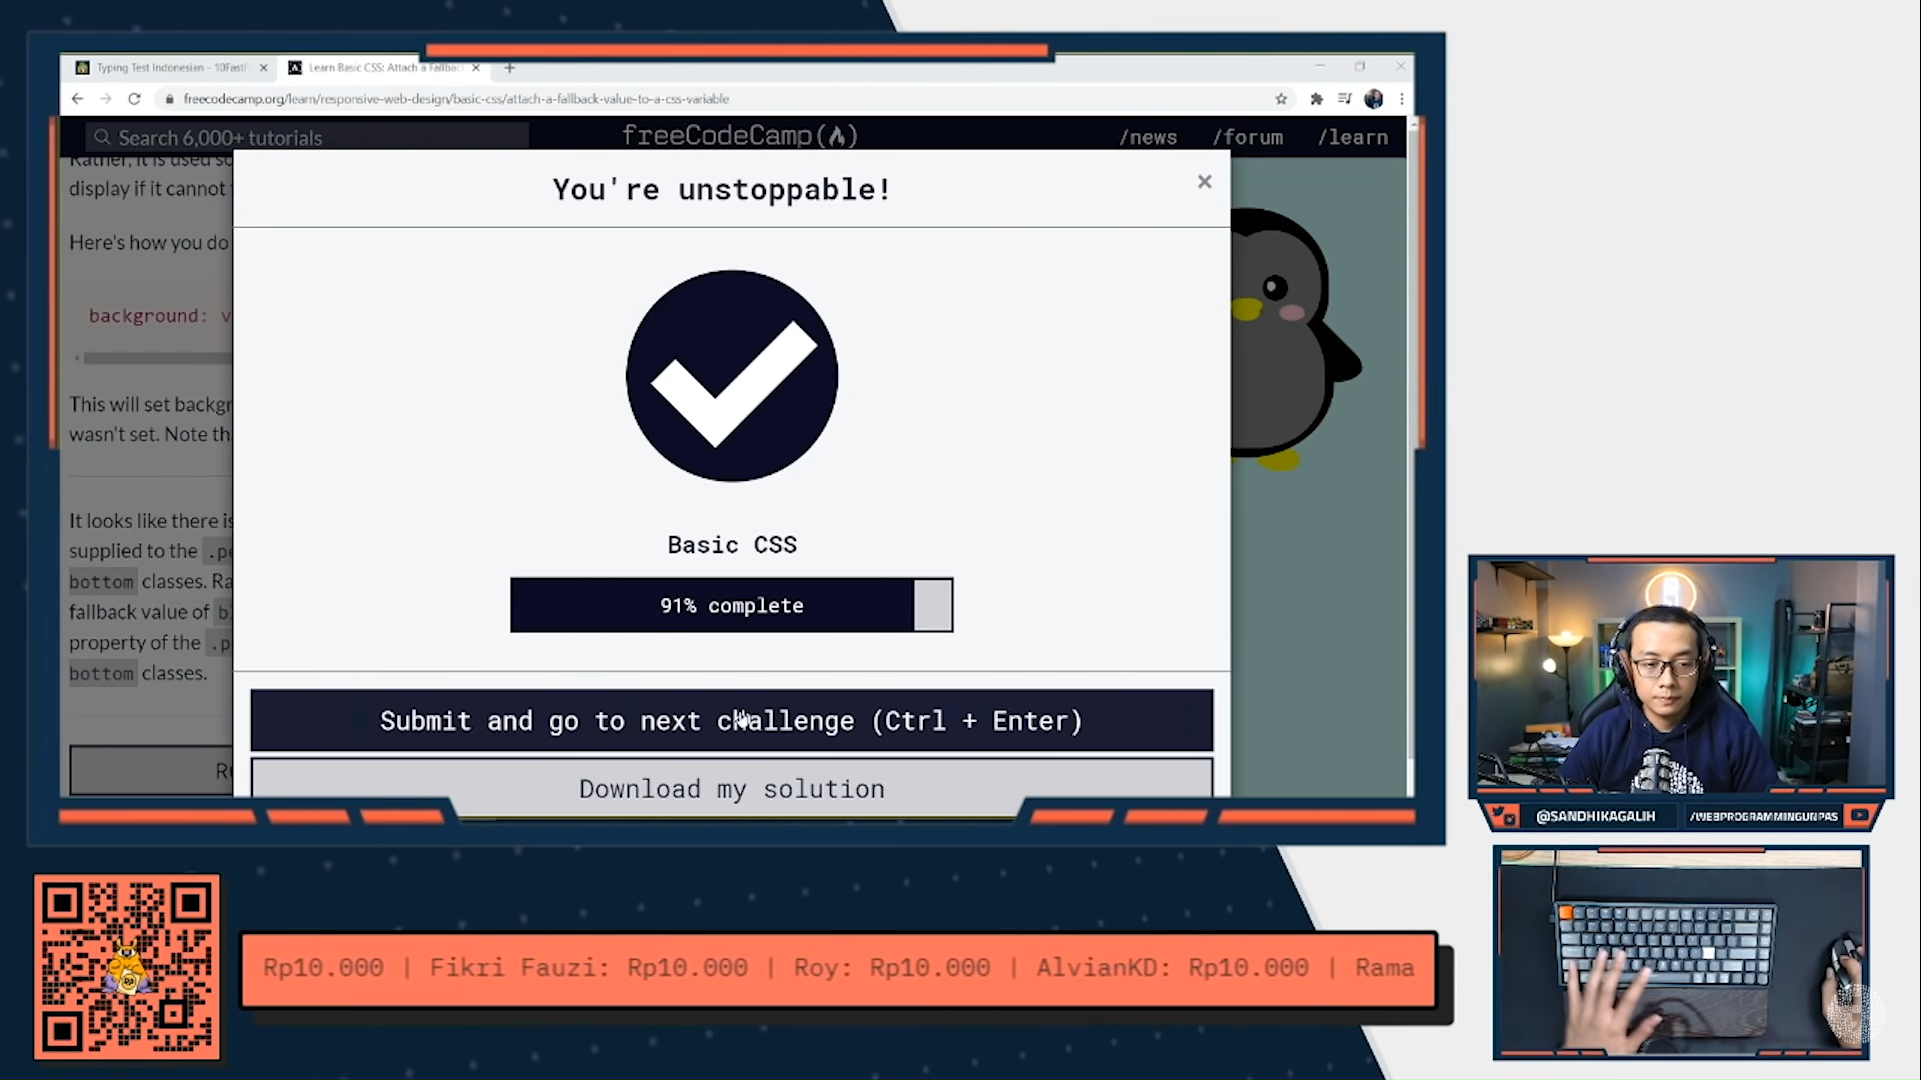 Typing Test Indonesian - 10FastF
Learn Basic CSS: Attach a Fallbac
freecodecamp.org/learn/responsive-web-design/basic-css/attach-a-fallback-value-to-a-css-variable
Search 6,000+ tutorials
freeCodeCamp
/news
/forum
/learn
Rather, it is used so
display if it cannot
Here's how you do
background: v
This will set backgr
wasn't set. Note th
It looks like there is
supplied to the .pe
bottom classes. Ra
fallback value of bl
property of the .p
bottom classes.
Ru
You're unstoppable!
×
Basic CSS
91% complete
Submit and go to next challenge (Ctrl + Enter)
Download my solution
@SANDHIKAGALIH
/WEBPROGRAMMINGUNPAS
Rp10.000 | Fikri Fauzi: Rp10.000 | Roy: Rp10.000 | AlvianKD: Rp10.000 | Rama